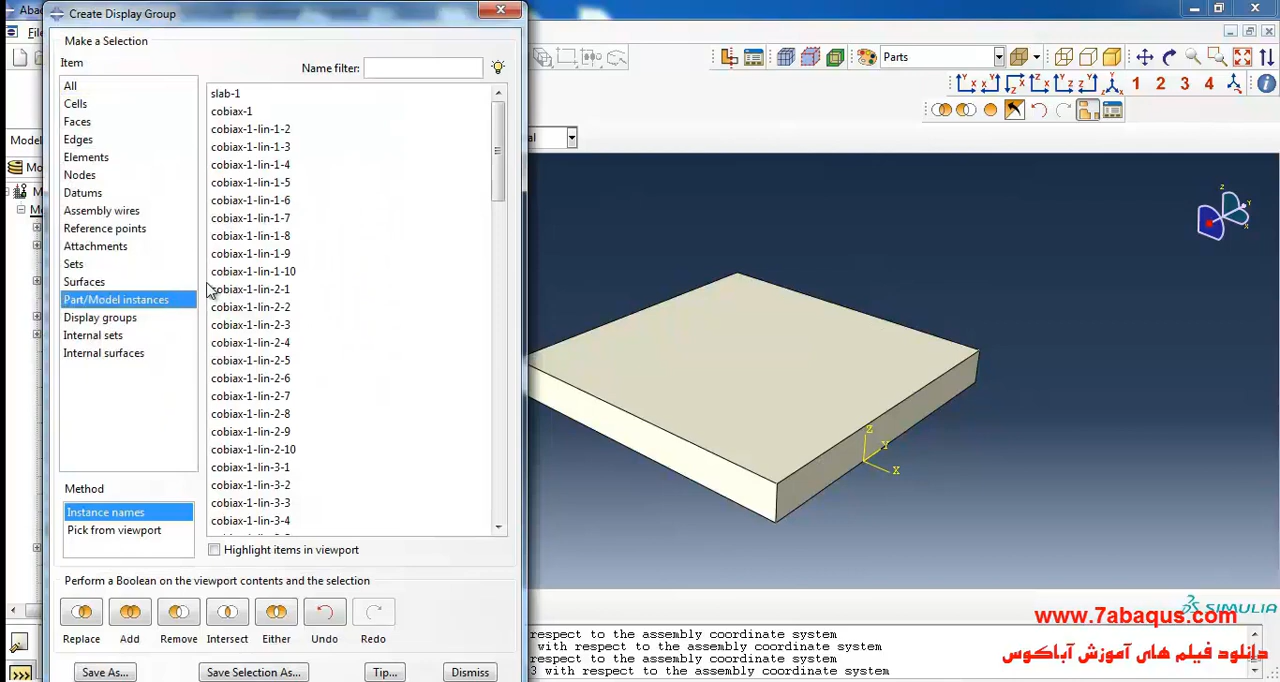 Aba
Create Display Group
File
Make a Selection
Item
Name filter:
All
Cells
Faces
Edges
Elements
Nodes
Datums
Assembly wires
Reference points
Attachments
Sets
Surfaces
Part/Model instances
Display groups
Internal sets
Internal surfaces
slab-1
cobiax-1
cobiax-1-lin-1-2
cobiax-1-lin-1-3
cobiax-1-lin-1-4
cobiax-1-lin-1-5
cobiax-1-lin-1-6
cobiax-1-lin-1-7
cobiax-1-lin-1-8
cobiax-1-lin-1-9
cobiax-1-lin-1-10
cobiax-1-lin-2-1
cobiax-1-lin-2-2
cobiax-1-lin-2-3
cobiax-1-lin-2-4
cobiax-1-lin-2-5
cobiax-1-lin-2-6
cobiax-1-lin-2-7
cobiax-1-lin-2-8
cobiax-1-lin-2-9
cobiax-1-lin-2-10
cobiax-1-lin-3-1
cobiax-1-lin-3-2
cobiax-1-lin-3-3
cobiax-1-lin-3-4
Method
Instance names
Pick from viewport
Highlight items in viewport
Perform a Boolean on the viewport contents and the selection
Replace Add Remove Intersect Either Undo Redo
Save As... Save Selection As... Tip... Dismiss
Parts
1 2 3 4
Model
al
Mo
Z
Y
X
Z
Y
X
SIMULIA
www.7abaqus.com
دانلود فیلم های آموزش آباکوس
respect to the assembly coordinate system
with respect to the assembly coordinate system
respect to the assembly coordinate system
3 with respect to the assembly coordinate system